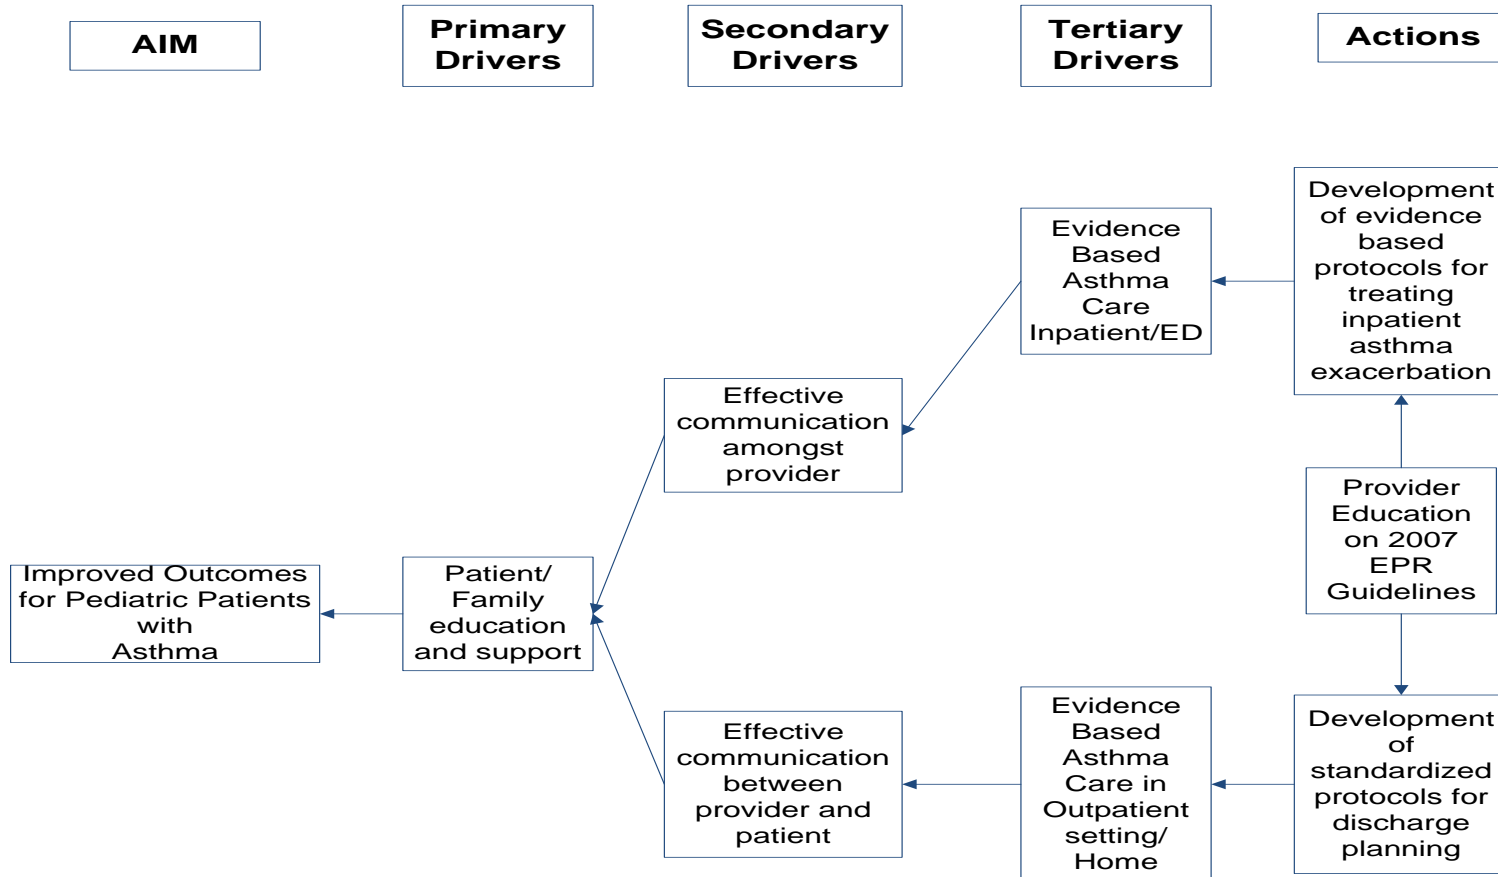 AIM
Primary
Drivers
Secondary
Drivers
Tertiary
Drivers
Actions
Development
of evidence
based
protocols for
treating
inpatient
asthma
exacerbation
Evidence
Based
Asthma
Care
Inpatient/ED
Effective
communication
amongst
provider
Provider
Education
on 2007
EPR
Guidelines
Improved Outcomes
for Pediatric Patients
with
Asthma
Patient/
Family
education
and support
Effective
communication
between
provider and
patient
Evidence
Based
Asthma
Care in
Outpatient
setting/
Home
Development
of
standardized
protocols for
discharge
planning